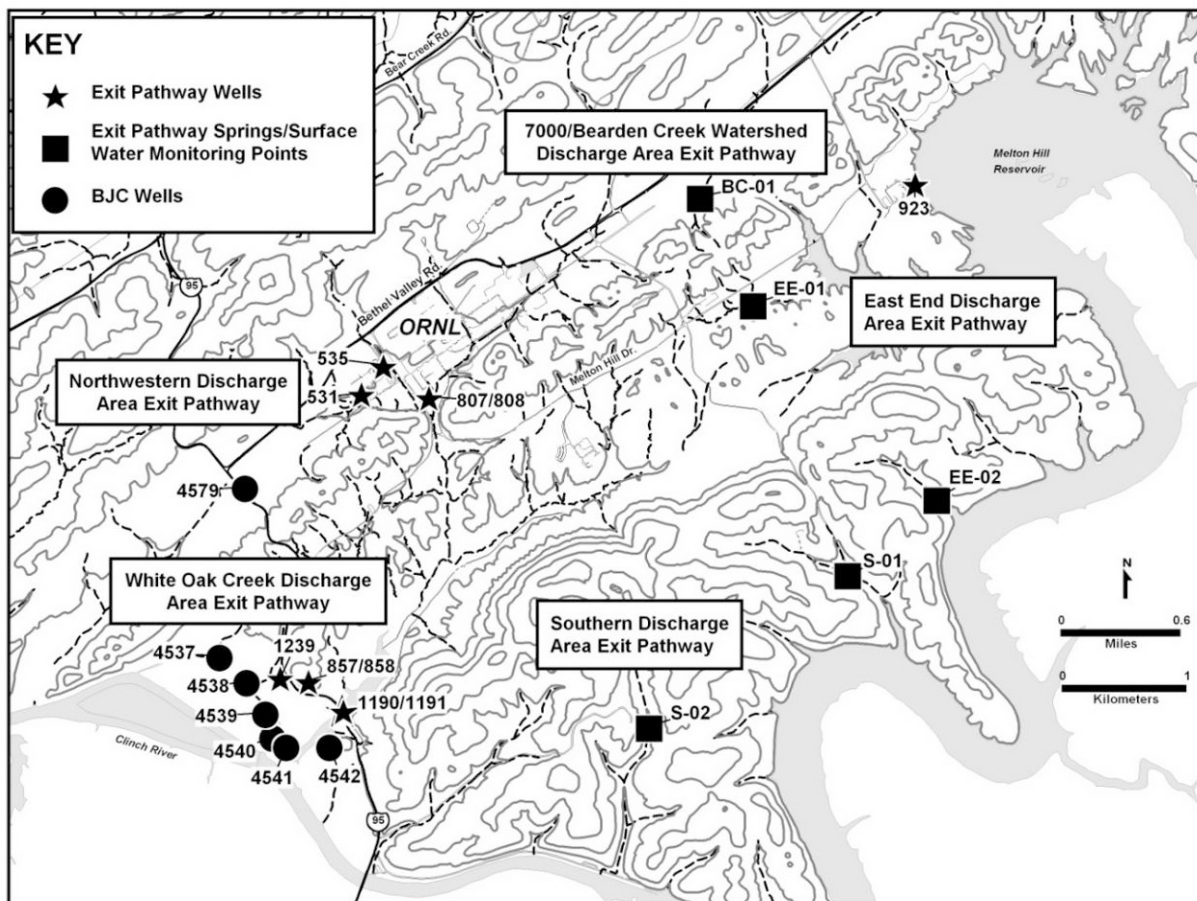 KEY
Exit Pathway Wells
Exit Pathway Springs/Surface
Water Monitoring Points
BJC Wells
Bear Creek Rd.
7000/Bearden Creek Watershed
Discharge Area Exit Pathway
Melton Hill
Reservoir
BC-01
923
95
Bethel Valley Rd.
EE-01
East End Discharge
Area Exit Pathway
ORNL
535
Melton Hill Dr.
Northwestern Discharge
Area Exit Pathway
531
807/808
4579
EE-02
White Oak Creek Discharge
Area Exit Pathway
S-01
N
0 0.6
Miles
0 1
Kilometers
Southern Discharge
Area Exit Pathway
1239
4537
857/858
4538
1190/1191
4539
S-02
Clinch River
4540
4541
4542
95